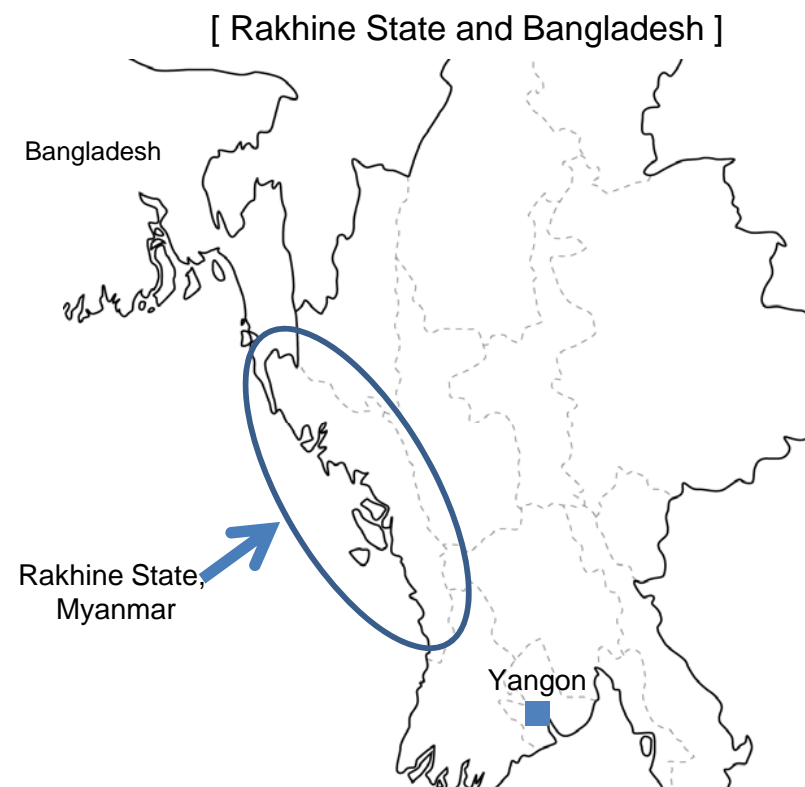 [ Rakhine State and Bangladesh ]
Bangladesh
Rakhine State,
Myanmar
Yangon